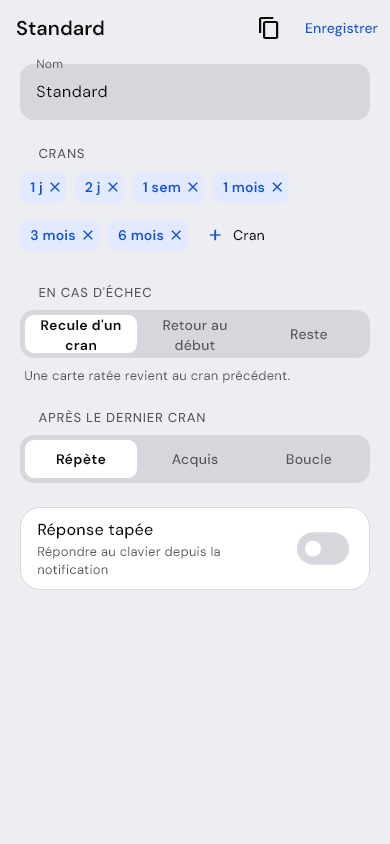 Standard
Enregistrer
Nom
Standard
CRANS
1 j
2 j
1 sem
1 mois
3 mois
6 mois
+ Cran
EN CAS D'ÉCHEC
Recule d'un
cran
Retour au
début
Reste
Une carte ratée revient au cran précédent.
APRÈS LE DERNIER CRAN
Répète
Acquis
Boucle
Réponse tapée
Répondre au clavier depuis la
notification